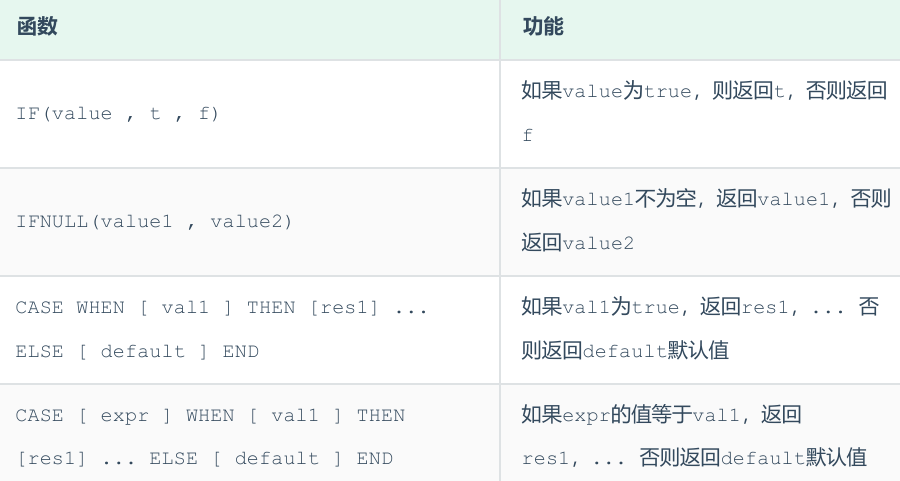 函数
功能
IF(value , t , f)
如果value为true，则返回t，否则返回
f
IFNULL(value1 , value2)
如果value1不为空，返回value1，否则
返回value2
CASE WHEN [ val1 ] THEN [res1] ...
ELSE [ default ] END
如果val1为true，返回res1，... 否
则返回default默认值
CASE [ expr ] WHEN [ val1 ] THEN
[res1] ... ELSE [ default ] END
如果expr的值等于val1，返回
res1，... 否则返回default默认值